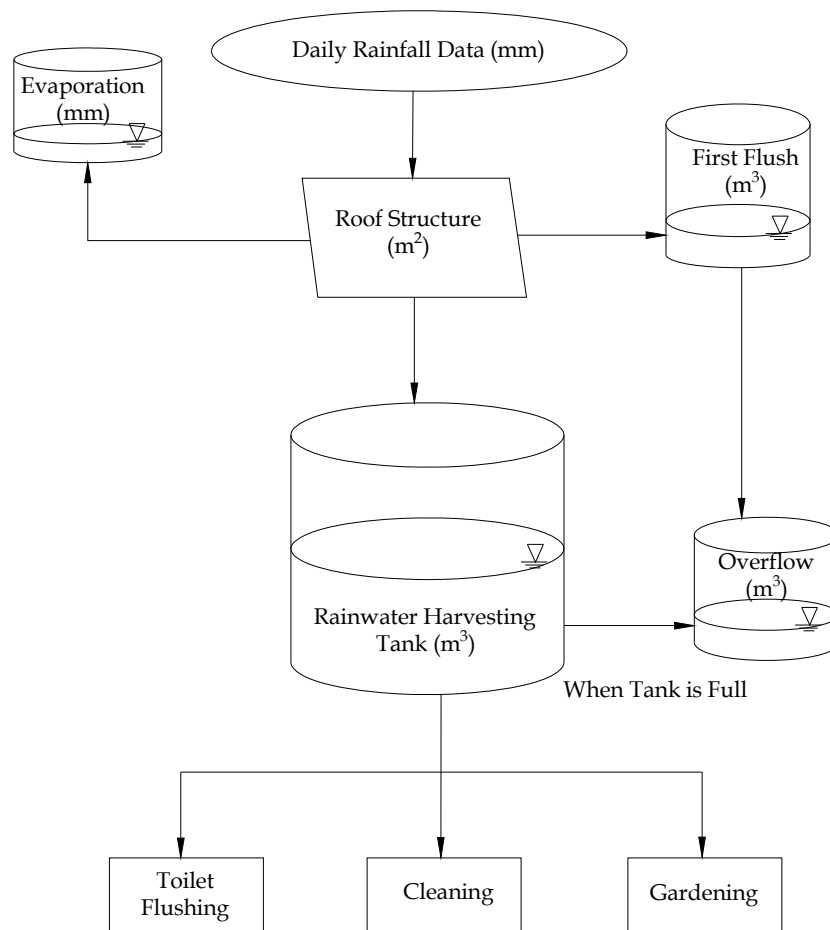 Daily Rainfall Data (mm)
Evaporation
(mm)
First Flush
(m³)
Roof Structure
(m²)
Overflow
(m³)
Rainwater Harvesting
Tank (m³)
When Tank is Full
Toilet
Flushing
Cleaning
Gardening